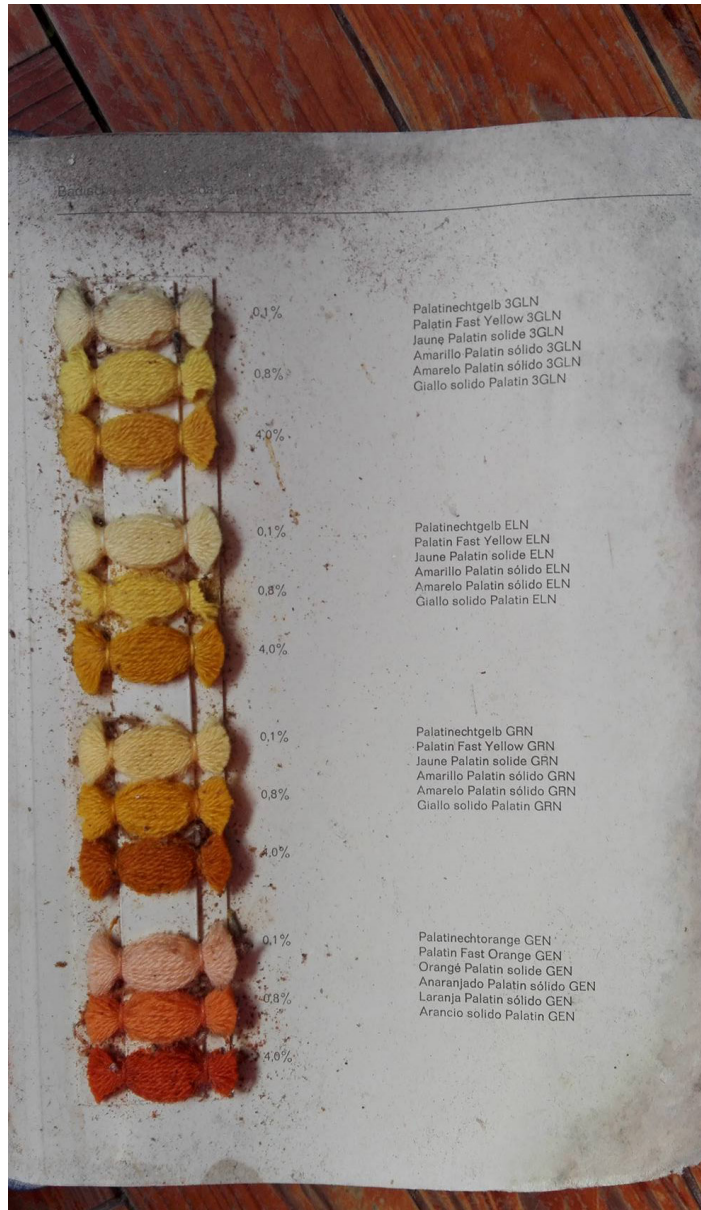 0,1%
0,8%
4,0%
Palatinechtgelb 3GLN
Palatin Fast Yellow 3GLN
Jaune Palatin solide 3GLN
Amarillo Palatin sólido 3GLN
Amarelo Palatin sólido 3GLN
Giallo solido Palatin 3GLN
0,1%
0,8%
4,0%
Palatinechtgelb ELN
Palatin Fast Yellow ELN
Jaune Palatin solide ELN
Amarillo Palatin sólido ELN
Amarelo Palatin sólido ELN
Giallo solido Palatin ELN
0,1%
0,8%
4,0%
Palatinechtgelb GRN
Palatin Fast Yellow GRN
Jaune Palatin solide GRN
Amarillo Palatin sólido GRN
Amarelo Palatin sólido GRN
Giallo solido Palatin GRN
0,1%
0,8%
4,0%
Palatinechtorange GEN
Palatin Fast Orange GEN
Orangé Palatin solide GEN
Anaranjado Palatin sólido GEN
Laranja Palatin sólido GEN
Arancio solido Palatin GEN